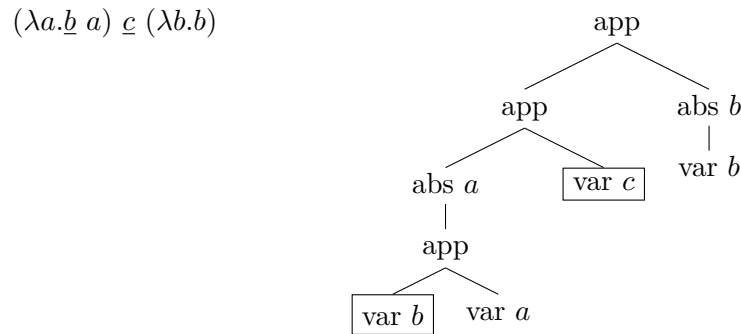 (λa.b a) c (λb.b)
app
app
abs b
abs a
var c
var b
app
var b
var a